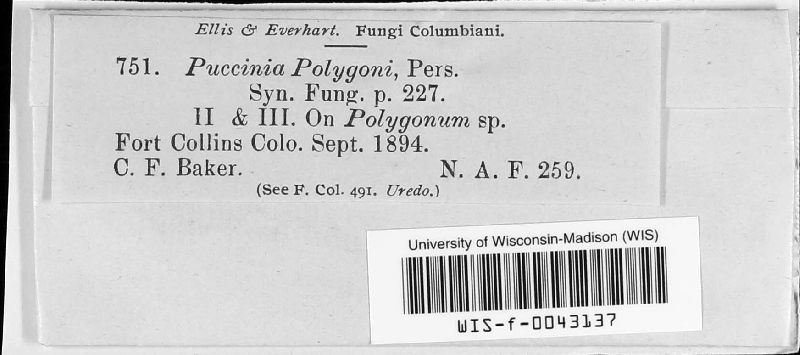 Ellis & Everhart. Fungi Columbiani.
751. Puccinia Polygoni, Pers.
Syn. Fung. p. 227.
II & III. On Polygonum sp.
Fort Collins Colo. Sept. 1894.
C. F. Baker. N. A. F. 259.
(See F. Col. 491. Uredo.)
University of Wisconsin-Madison (WIS)
WIS-f-0043137